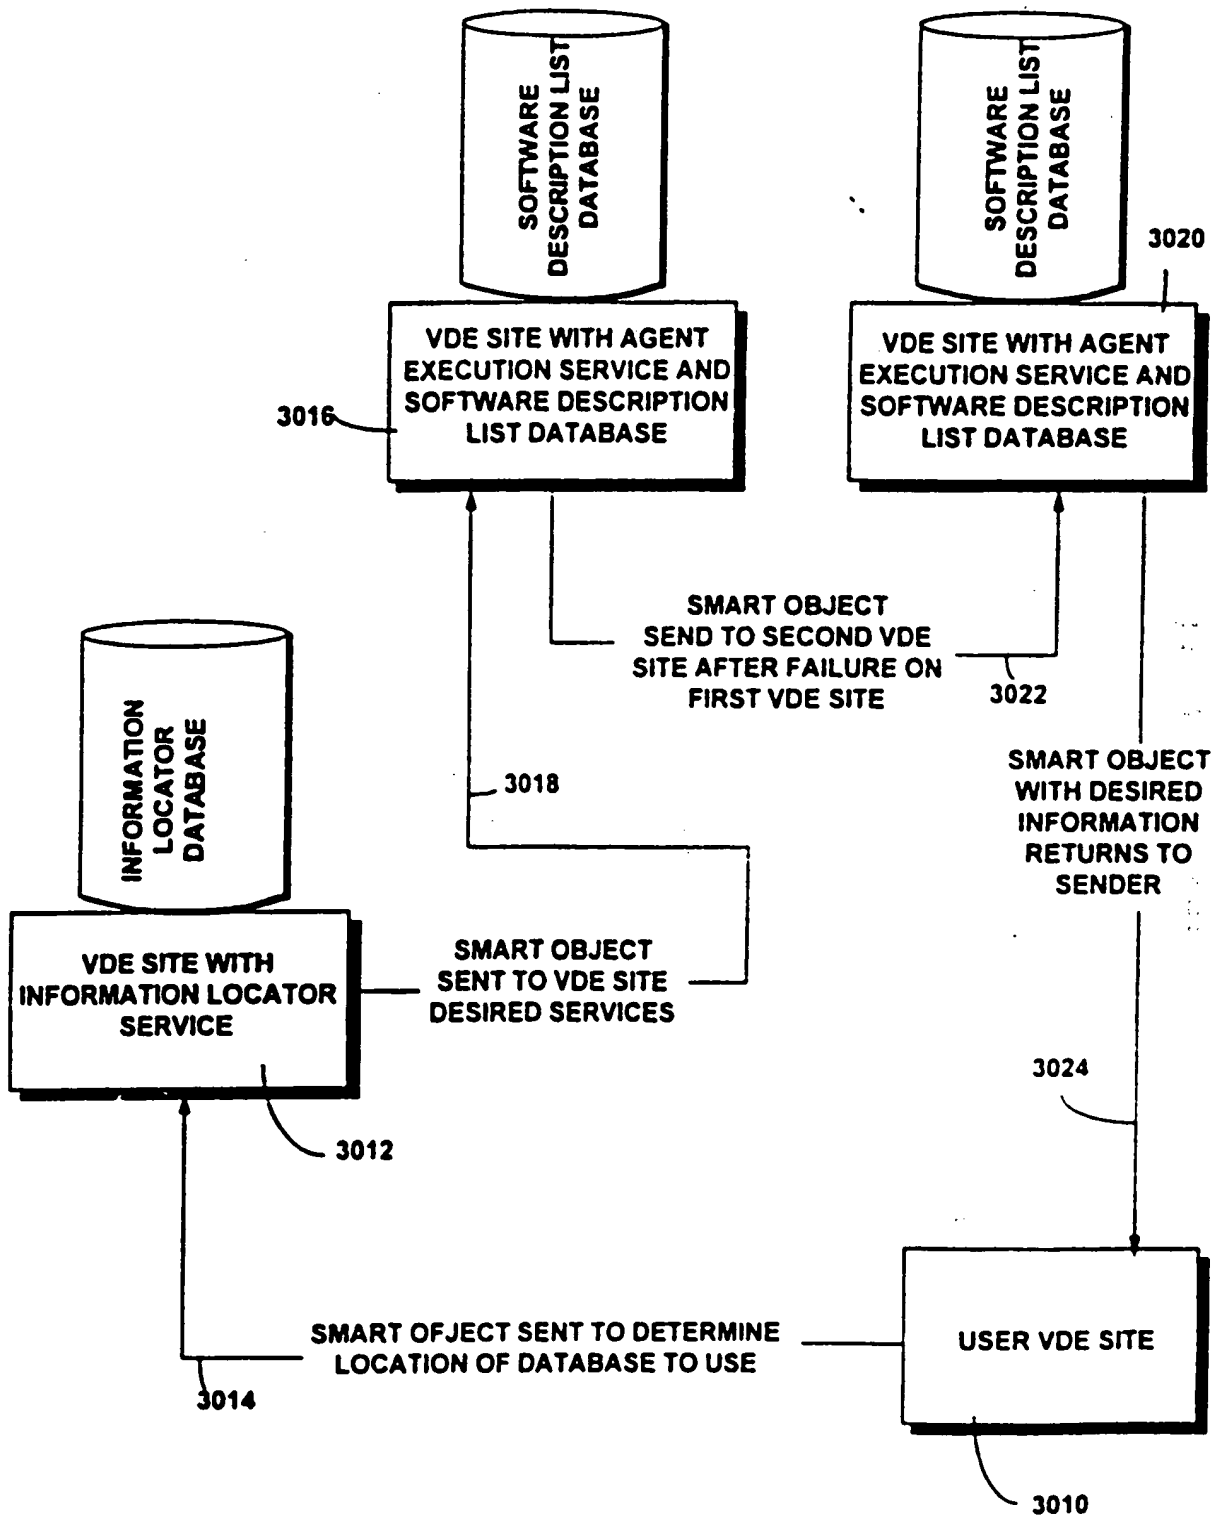 SOFTWARE
DESCRIPTION LIST
DATABASE
SOFTWARE
DESCRIPTION LIST
DATABASE
3020
VDE SITE WITH AGENT
EXECUTION SERVICE AND
SOFTWARE DESCRIPTION
LIST DATABASE
3016
VDE SITE WITH AGENT
EXECUTION SERVICE AND
SOFTWARE DESCRIPTION
LIST DATABASE
SMART OBJECT
SEND TO SECOND VDE
SITE AFTER FAILURE ON
FIRST VDE SITE
3022
INFORMATION
LOCATOR
DATABASE
3018
SMART OBJECT
WITH DESIRED
INFORMATION
RETURNS TO
SENDER
VDE SITE WITH
INFORMATION LOCATOR
SERVICE
SMART OBJECT
SENT TO VDE SITE
DESIRED SERVICES
3024
3012
SMART OFJECT SENT TO DETERMINE
LOCATION OF DATABASE TO USE
USER VDE SITE
3014
3010